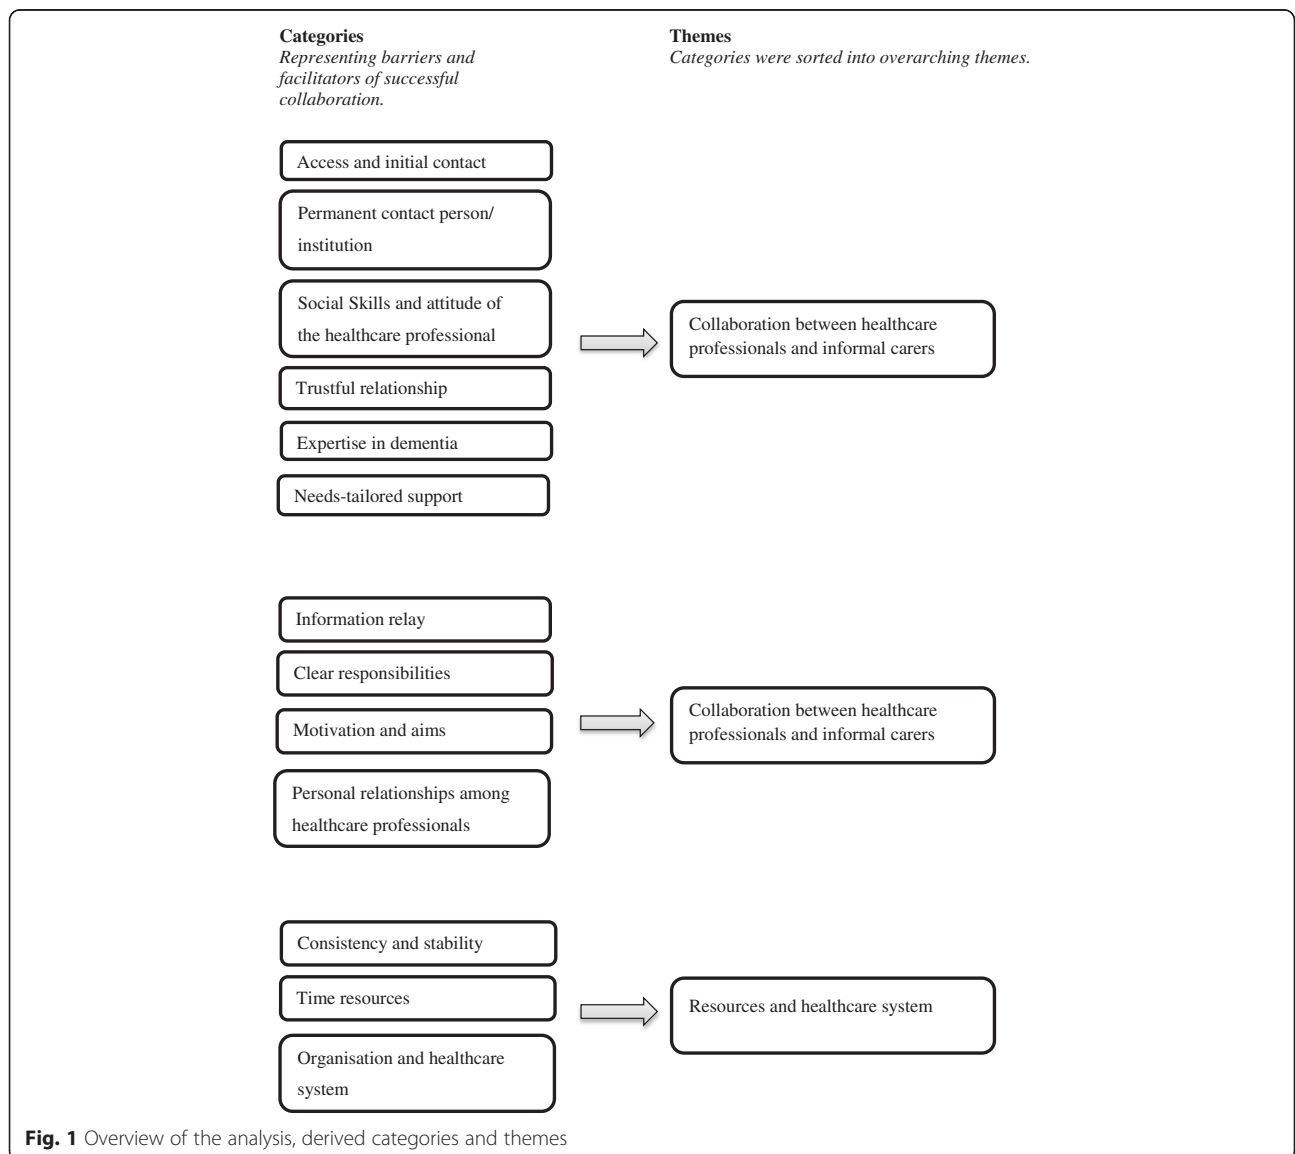 Categories
Representing barriers and
facilitators of successful
collaboration.
Themes
Categories were sorted into overarching themes.
Access and initial contact
Permanent contact person/
institution
Social Skills and attitude of
the healthcare professional
Trustful relationship
Expertise in dementia
Needs-tailored support
Collaboration between healthcare
professionals and informal carers
Information relay
Clear responsibilities
Motivation and aims
Personal relationships among
healthcare professionals
Collaboration between healthcare
professionals and informal carers
Consistency and stability
Time resources
Organisation and healthcare
system
Resources and healthcare system
Fig. 1 Overview of the analysis, derived categories and themes